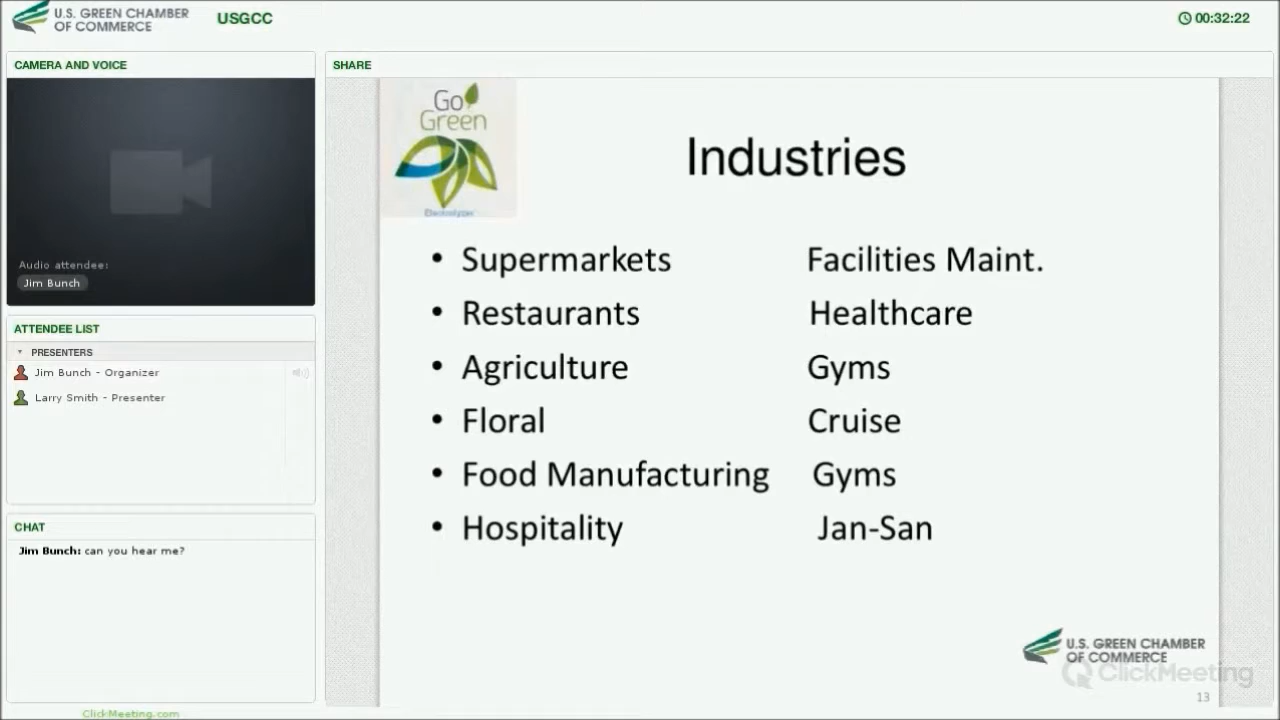 U.S. GREEN CHAMBER
OF COMMERCE
USGCC
00:32:22
CAMERA AND VOICE
Audio attendee:
Jim Bunch
ATTENDEE LIST
PRESENTERS
Jim Bunch - Organizer
Larry Smith - Presenter
CHAT
Jim Bunch: can you hear me?
ClickMeeting.com
SHARE
Go
Green
Electrolyzer
Industries
• Supermarkets Facilities Maint.
• Restaurants Healthcare
• Agriculture Gyms
• Floral Cruise
• Food Manufacturing Gyms
• Hospitality Jan-San
U.S. GREEN CHAMBER
OF COMMERCE
ClickMeeting
13